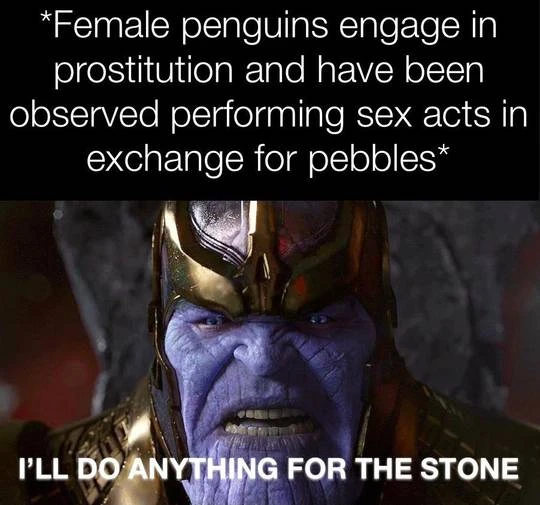 *Female penguins engage in
prostitution and have been
observed performing sex acts in
exchange for pebbles*
I'LL DO ANYTHING FOR THE STONE